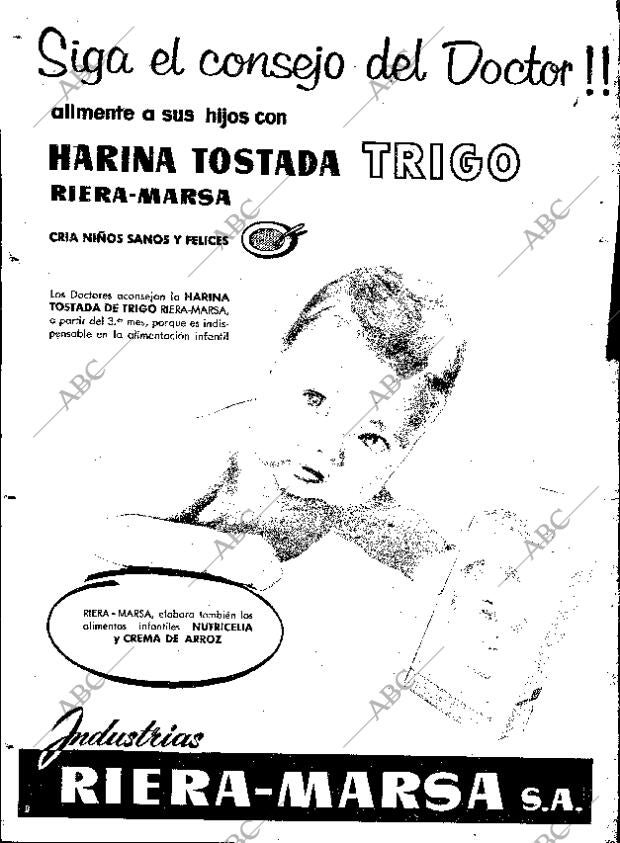 Siga el consejo del Doctor!!
alimente a sus hijos con
HARINA TOSTADA TRIGO
RIERA-MARSA
CRIA NIÑOS SANOS Y FELICES
Los Doctores aconsejan la HARINA
TOSTADA DE TRIGO RIERA-MARSA,
a partir del 3.er mes, porque es indis-
pensable en la alimentación infantil
RIERA-MARSA, elabora también los
alimentos infantiles NUTRICELIA
y CREMA DE ARROZ
Industrias
RIERA-MARSA S.A.